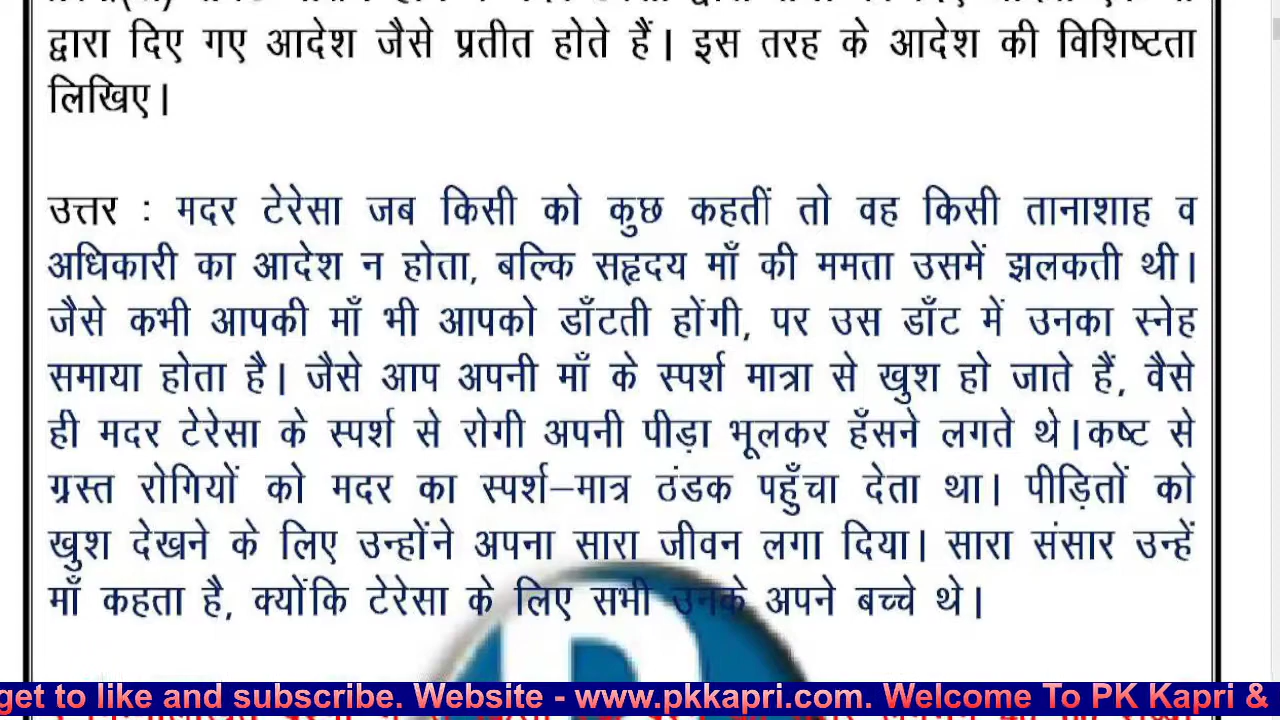 द्वारा दिए गए आदेश जैसे प्रतीत होते हैं। इस तरह के आदेश की विशिष्टता
लिखिए।
उत्तर : मदर टेरेसा जब किसी को कुछ कहतीं तो वह किसी तानाशाह व
अधिकारी का आदेश न होता, बल्कि सहृदय माँ की ममता उसमें झलकती थी।
जैसे कभी आपकी माँ भी आपको डाँटती होंगी, पर उस डाँट में उनका स्नेह
समाया होता है। जैसे आप अपनी माँ के स्पर्श मात्रा से खुश हो जाते हैं, वैसे
ही मदर टेरेसा के स्पर्श से रोगी अपनी पीड़ा भूलकर हँसने लगते थे।कष्ट से
ग्रस्त रोगियों को मदर का स्पर्श–मात्र ठंडक पहुँचा देता था। पीड़ितों को
खुश देखने के लिए उन्होंने अपना सारा जीवन लगा दिया। सारा संसार उन्हें
माँ कहता है, क्योंकि टेरेसा के लिए सभी उनके अपने बच्चे थे।
get to like and subscribe. Website - www.pkkapri.com. Welcome To PK Kapri &